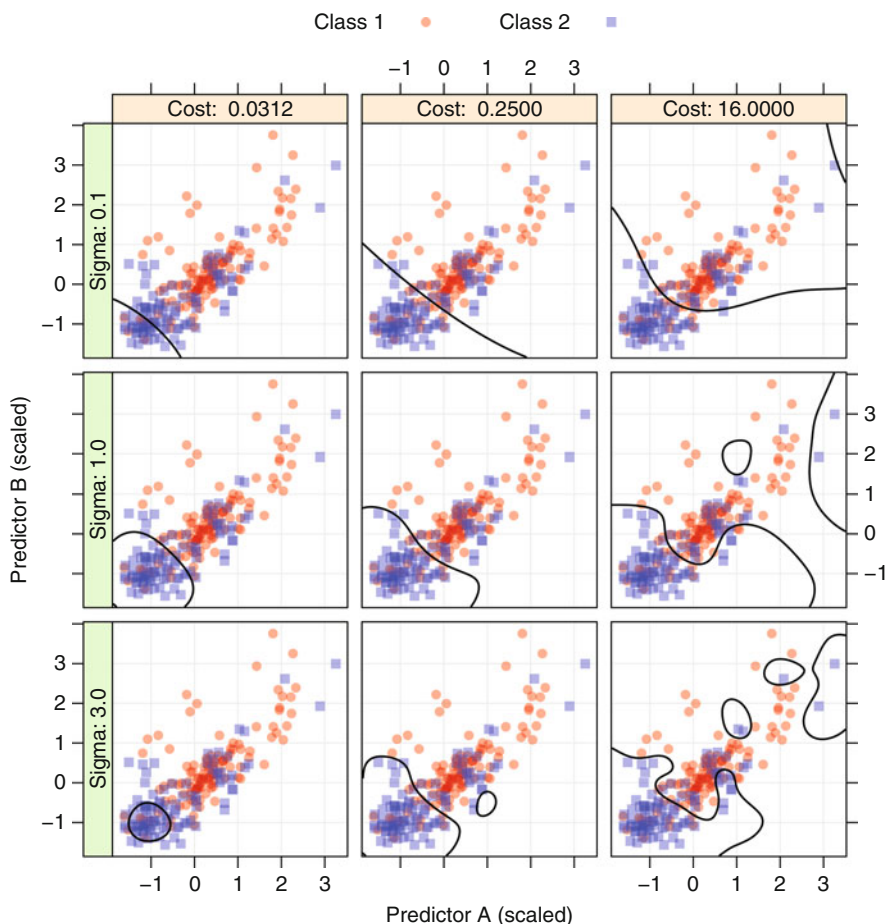 Class 1 Class 2
−1 0 1 2 3
Cost: 0.0312 Cost: 0.2500 Cost: 16.0000
Sigma: 0.1
3
2
1
0
−1
Sigma: 1.0
3
2
1
0
−1
Sigma: 3.0
3
2
1
0
−1
Predictor B (scaled)
−1 0 1 2 3 −1 0 1 2 3
Predictor A (scaled)